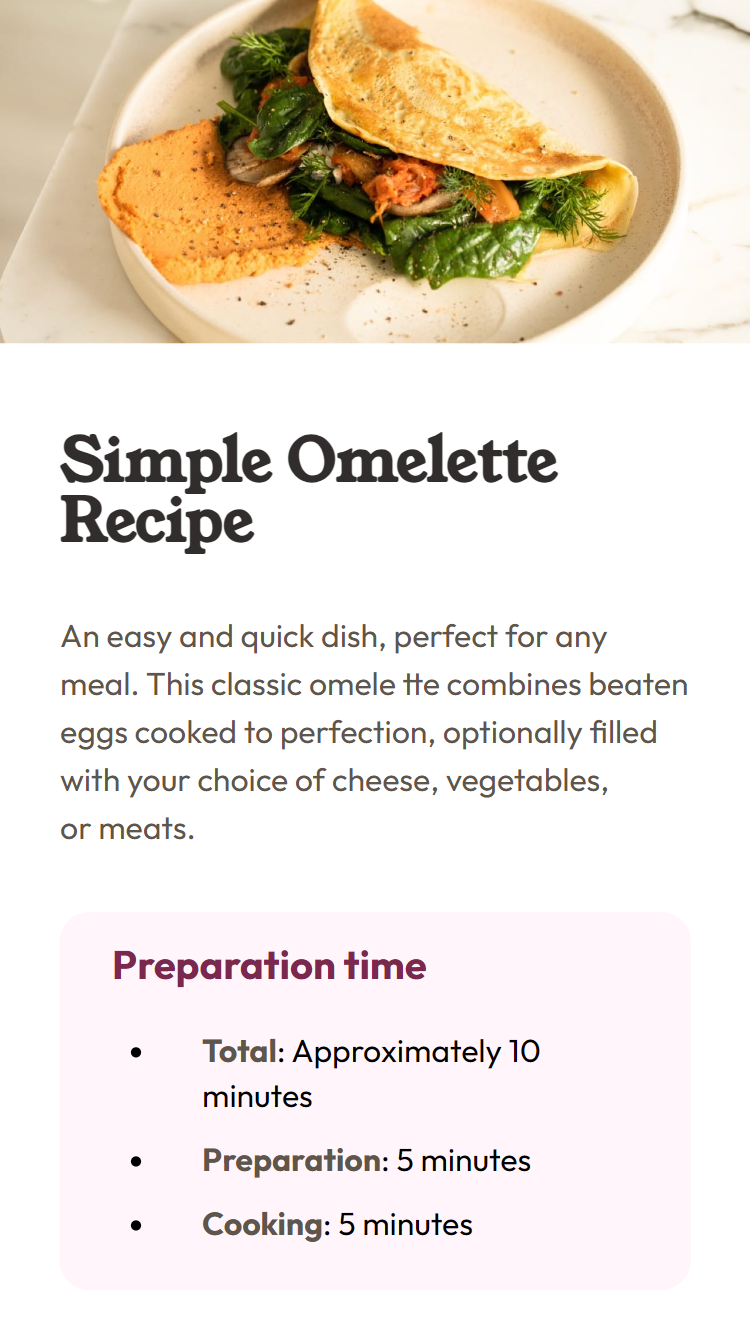 Simple Omelette
Recipe
An easy and quick dish, perfect for any
meal. This classic omele tte combines beaten
eggs cooked to perfection, optionally filled
with your choice of cheese, vegetables,
or meats.
Preparation time
• Total: Approximately 10
minutes
• Preparation: 5 minutes
• Cooking: 5 minutes